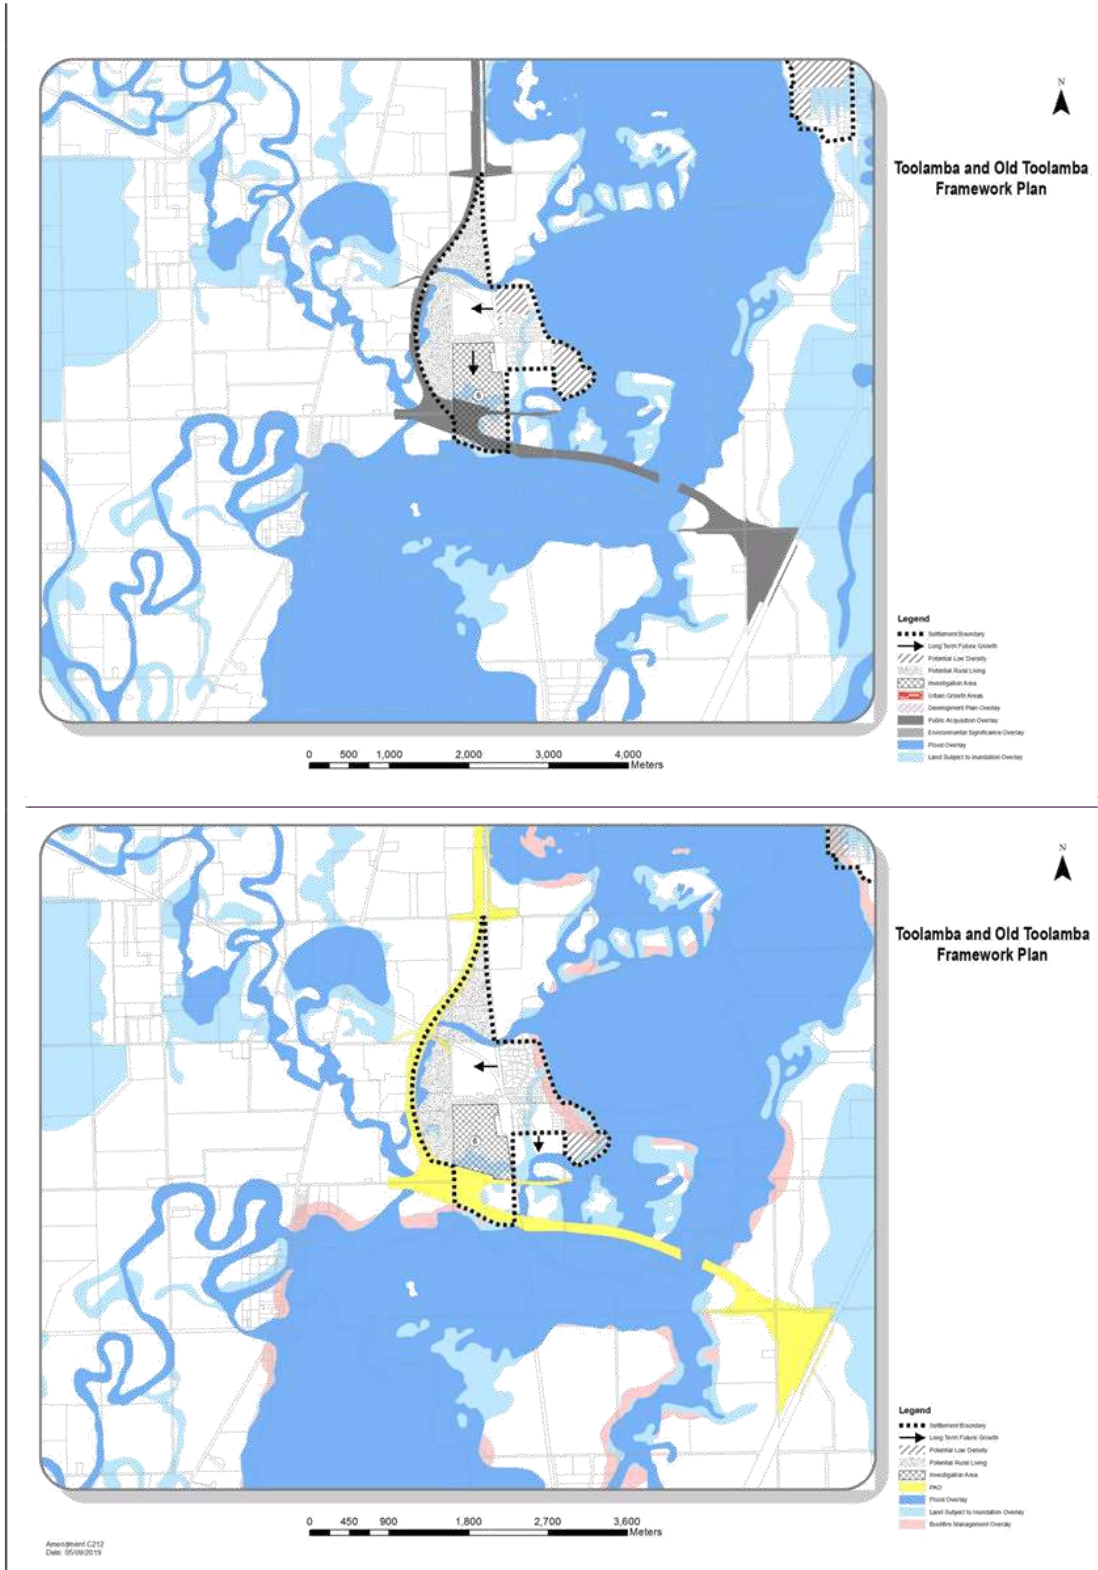 N
Toolamba and Old Toolamba
Framework Plan
6
Legend
Settlement Boundary
Long Term Future Growth
Potential Low Density
Potential Rural Living
Investigation Area
Urban Growth Areas
Development Plan Overlay
Public Acquisition Overlay
Environmental Significance Overlay
Flood Overlay
Land Subject to Inundation Overlay
0 500 1,000 2,000 3,000 4,000
Meters
N
Toolamba and Old Toolamba
Framework Plan
6
Legend
Settlement Boundary
Long Term Future Growth
Potential Low Density
Potential Rural Living
Investigation Area
PAO
Flood Overlay
Land Subject to Inundation Overlay
Bushfire Management Overlay
0 450 900 1,800 2,700 3,600
Meters
Amendment C212
Date: 05/09/2019